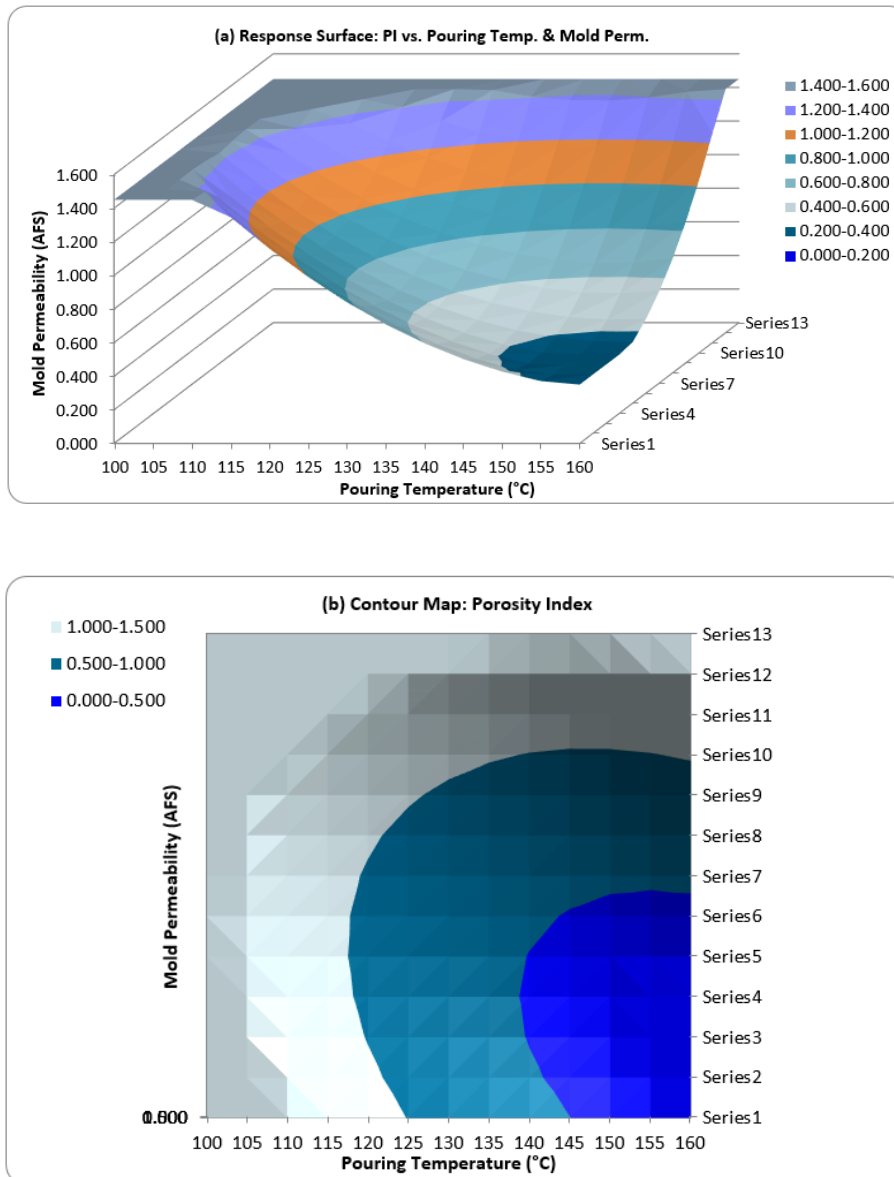 (a) Response Surface: PI vs. Pouring Temp. & Mold Perm.
1.400-1.600
1.200-1.400
1.000-1.200
0.800-1.000
0.600-0.800
0.400-0.600
0.200-0.400
0.000-0.200
Mold Permeability (AFS)
1.600
1.400
1.200
1.000
0.800
0.600
0.400
0.200
0.000
Series13
Series10
Series7
Series4
Series1
100 105 110 115 120 125 130 135 140 145 150 155 160
Pouring Temperature (°C)
(b) Contour Map: Porosity Index
1.000-1.500
0.500-1.000
0.000-0.500
Mold Permeability (AFS)
Series13
Series12
Series11
Series10
Series9
Series8
Series7
Series6
Series5
Series4
Series3
Series2
Series1
100 105 110 115 120 125 130 135 140 145 150 155 160
Pouring Temperature (°C)